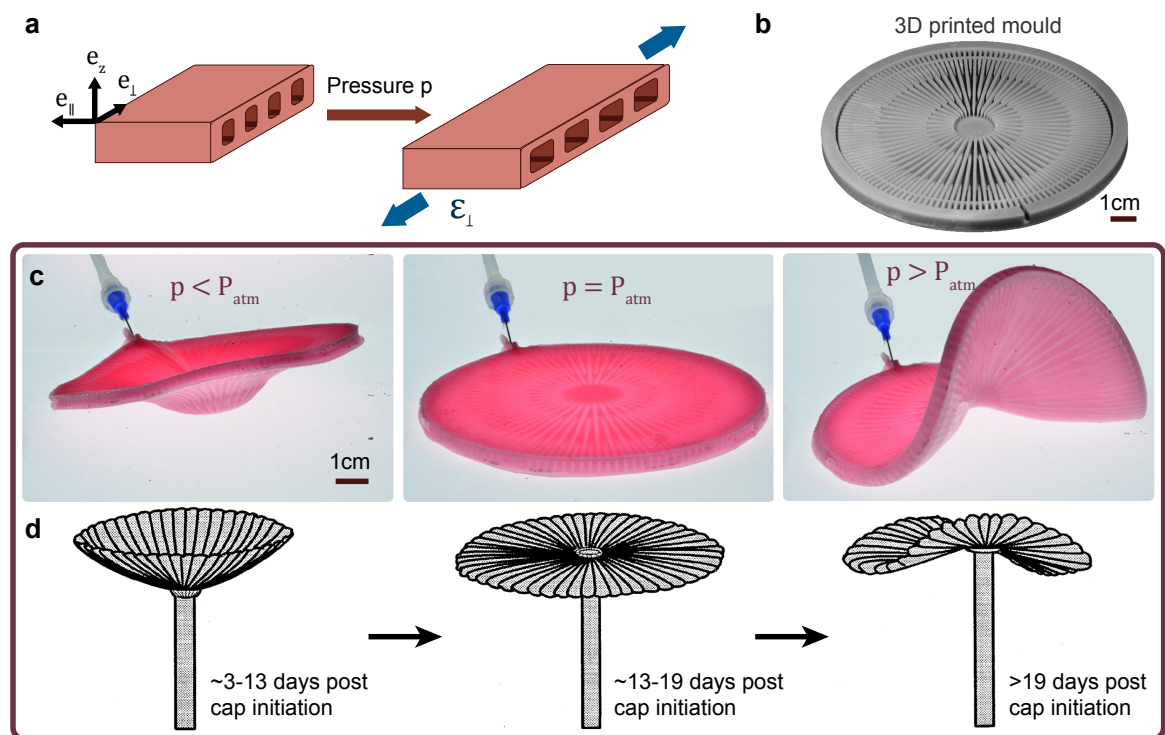 a
e_z
e_⊥
e_∥
Pressure p
ε_⊥
b
3D printed mould
1cm
c
p < P_atm
1cm
p = P_atm
p > P_atm
d
~3-13 days post
cap initiation
~13-19 days post
cap initiation
>19 days post
cap initiation